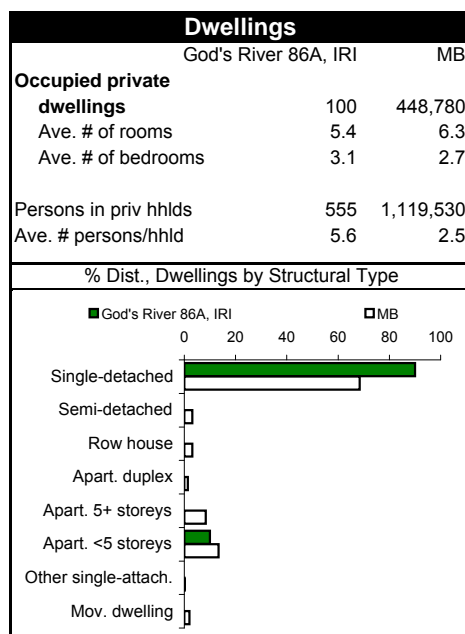 Dwellings
God's River 86A, IRI MB
Occupied private
dwellings 100 448,780
Ave. # of rooms 5.4 6.3
Ave. # of bedrooms 3.1 2.7
Persons in priv hhlds 555 1,119,530
Ave. # persons/hhld 5.6 2.5
% Dist., Dwellings by Structural Type
God's River 86A, IRI MB
0 20 40 60 80 100
Single-detached
Semi-detached
Row house
Apart. duplex
Apart. 5+ storeys
Apart. <5 storeys
Other single-attach.
Mov. dwelling